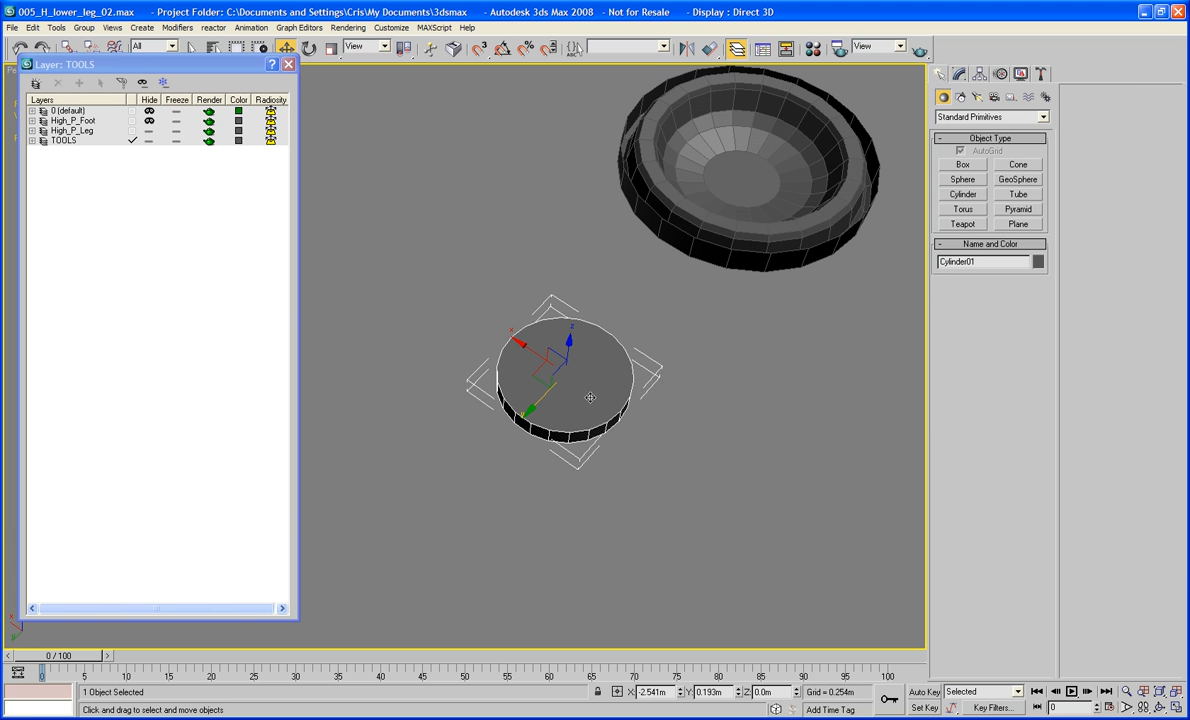 005_H_lower_leg_02.max - Project Folder: C:\Documents and Settings\Cris\My Documents\3dsmax - Autodesk 3ds Max 2008 - Not for Resale - Display : Direct 3D
File Edit Tools Group Views Create Modifiers reactor Animation Graph Editors Rendering Customize MAXScript Help
All View View
Layer: TOOLS
Layers Hide Freeze Render Color Radiosity
0 (default)
High_P_Foot
High_P_Leg
TOOLS
x
z
y
Standard Primitives
Object Type
AutoGrid
Box Cone
Sphere GeoSphere
Cylinder Tube
Torus Pyramid
Teapot Plane
Name and Color
Cylinder01
0 / 100
0 5 10 15 20 25 30 35 40 45 50 55 60 65 70 75 80 85 90 95 100
1 Object Selected X: -2.541m Y: 0.193m Z: 0.0m Grid = 0.254m Auto Key Selected
Click and drag to select and move objects Add Time Tag Set Key Key Filters... 0